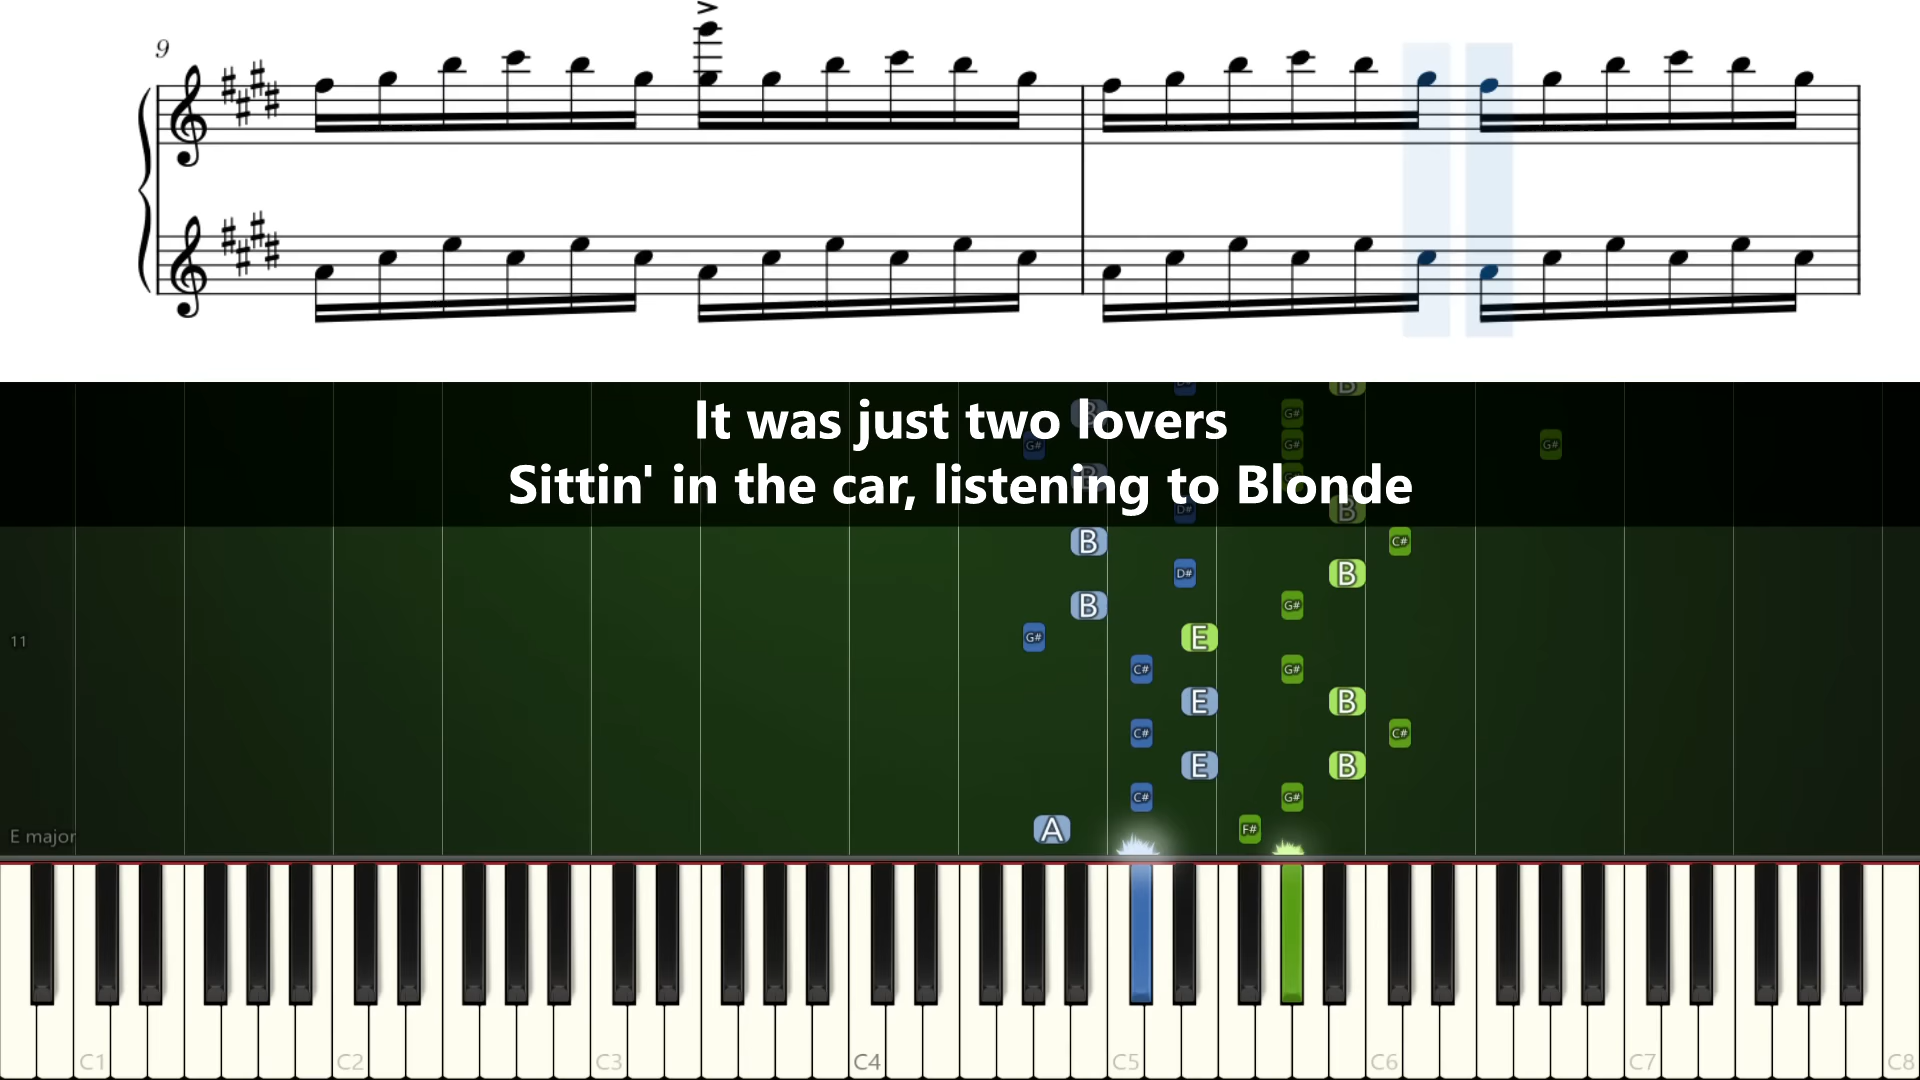 9
It was just two lovers
Sittin' in the car, listening to Blonde
D# B
B G#
G# G# G#
B G#
D# B
B C#
D# B
B G#
11 G# E
C# G#
E B
C# C#
E B
C# G#
E major A F#
C1 C2 C3 C4 C5 C6 C7 C8